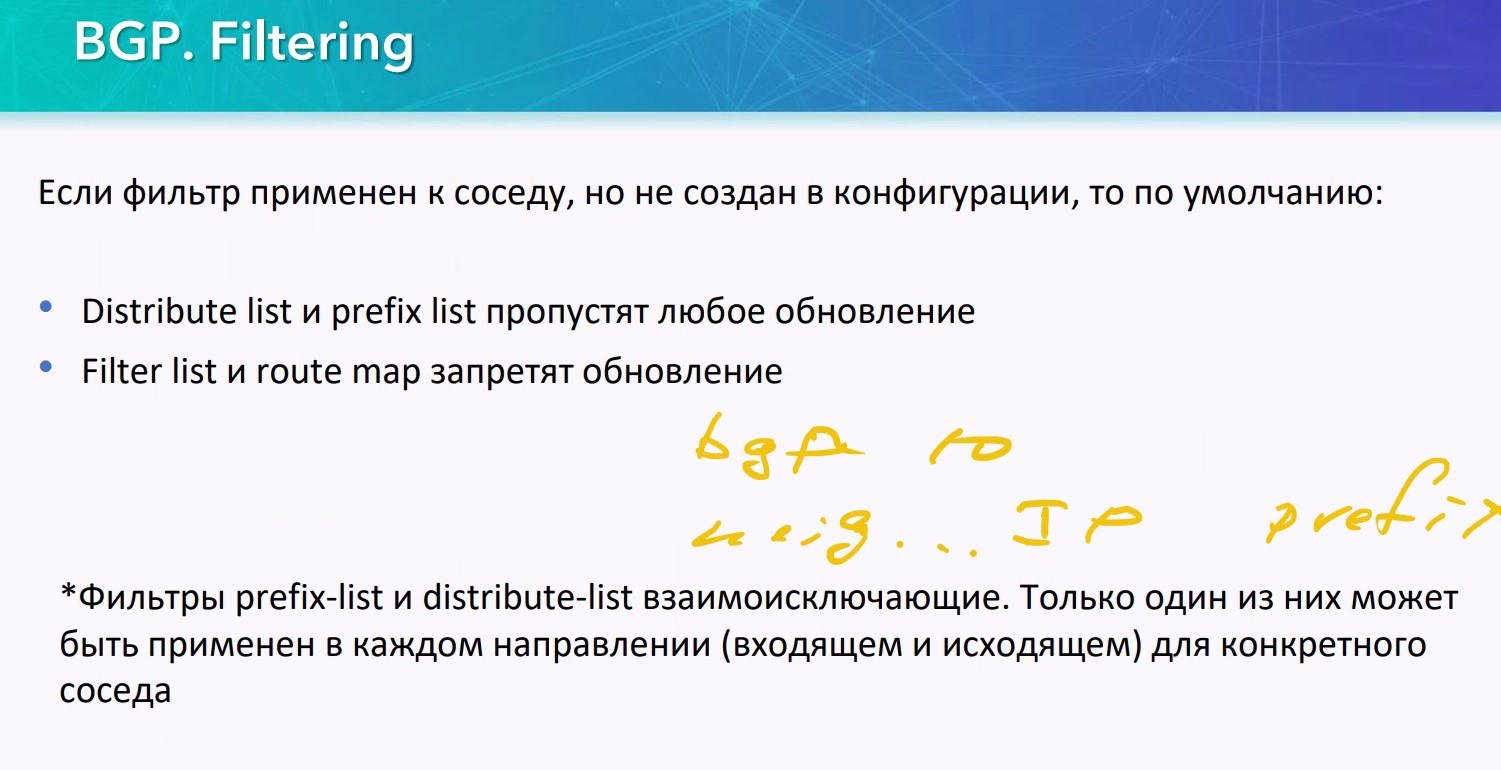 BGP. Filtering
Если фильтр применен к соседу, но не создан в конфигурации, то по умолчанию:
• Distribute list и prefix list пропустят любое обновление
• Filter list и route map запретят обновление
bgp 10
neig... IP prefix
*Фильтры prefix-list и distribute-list взаимоисключающие. Только один из них может
быть применен в каждом направлении (входящем и исходящем) для конкретного
соседа